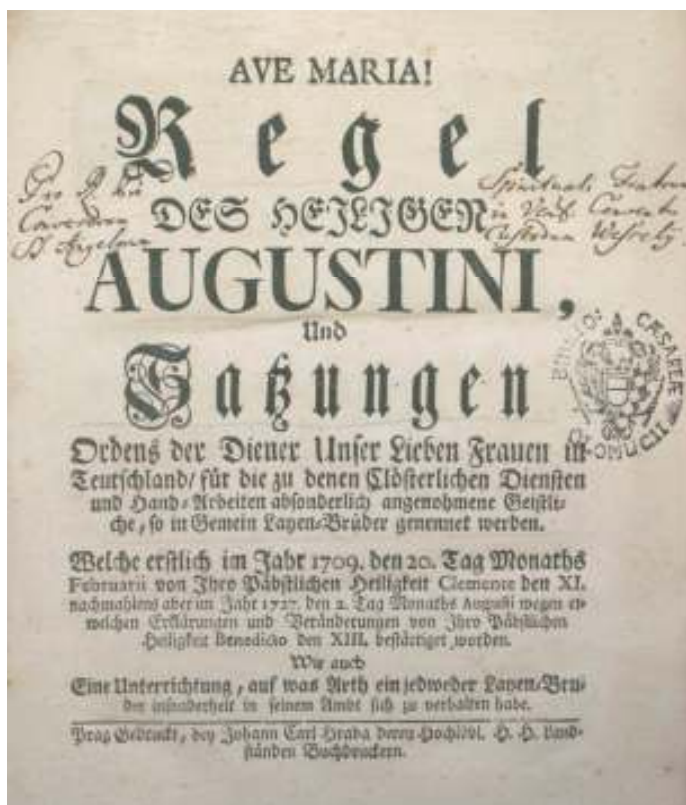 AVE MARIA!
Regel
DES HEILIGEN
AUGUSTINI,
Und
Satzungen
Ordens der Diener Unser Lieben Frauen in
Teutschland/ für die zu denen Clösterlichen Diensten
und Hand-Arbeiten absonderlich angenohmene Geistli-
che, so in Gemein Layen-Brüder genennet werden.
Welche erstlich im Jahr 1709. den 20. Tag Monaths
Februarii von Ihro Päbstlichen Heiligkeit Clemente den XI.
nachmahlens aber im Jahr 1727. den 2. Tag Monaths Augusti wegen et-
welchen Erklärungen und Veränderungen von Ihro Päbstlichen
Heiligkeit Benedicto den XIII. bestättiget worden.
Wie auch
Eine Unterrichtung, auf was Arth ein jedweder Layen-Bru-
der insonderheit in seinem Ambt sich zu verhalten habe.
Prag Gedruckt, bey Johann Carl Hraba deren Hochlöbl. H. H. Land-
ständen Buchdruckern.
CÆSAREÆ
OLOMUCII